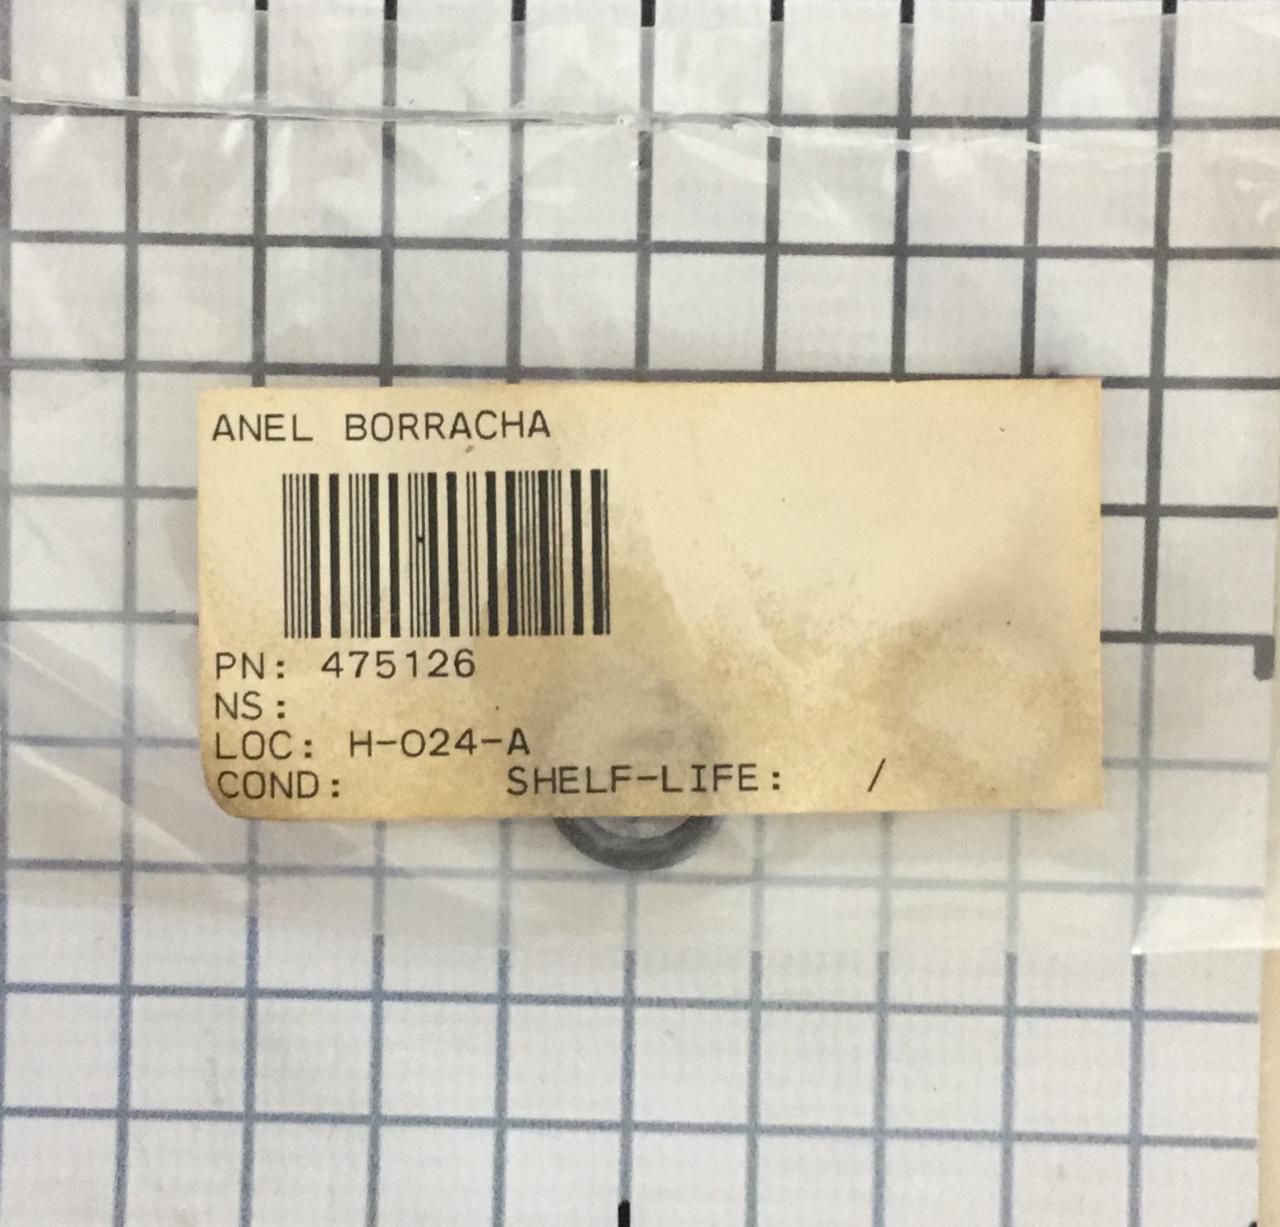 ANEL BORRACHA
PN: 475126
NS:
LOC: H-024-A
COND: SHELF-LIFE: /